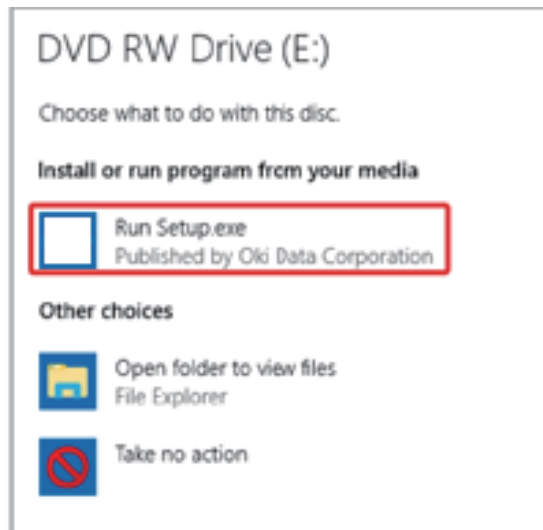 DVD RW Drive (E:)
Choose what to do with this disc.
Install or run program from your media
Run Setup.exe
Published by Oki Data Corporation
Other choices
Open folder to view files
File Explorer
Take no action